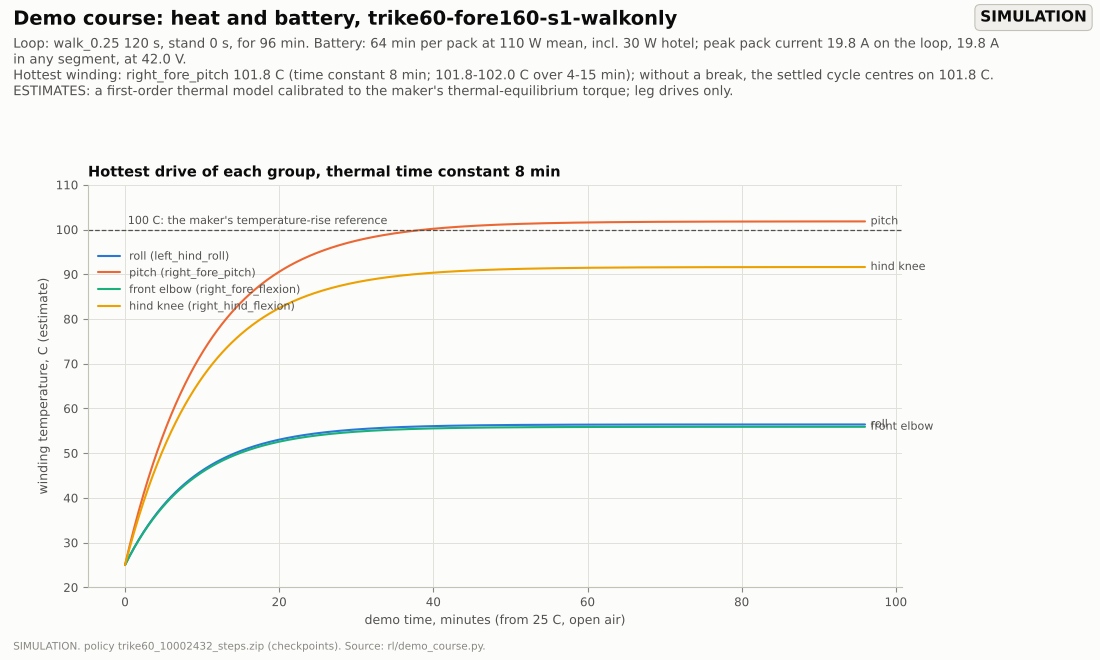 Demo course: heat and battery, trike60-fore160-s1-walkonly
SIMULATION
Loop: walk_0.25 120 s, stand 0 s, for 96 min. Battery: 64 min per pack at 110 W mean, incl. 30 W hotel; peak pack current 19.8 A on the loop, 19.8 A
in any segment, at 42.0 V.
Hottest winding: right_fore_pitch 101.8 C (time constant 8 min; 101.8-102.0 C over 4-15 min); without a break, the settled cycle centres on 101.8 C.
ESTIMATES: a first-order thermal model calibrated to the maker's thermal-equilibrium torque; leg drives only.
Hottest drive of each group, thermal time constant 8 min
110
100
90
80
70
60
50
40
30
20
winding temperature, C (estimate)
100 C: the maker's temperature-rise reference
roll (left_hind_roll)
pitch (right_fore_pitch)
front elbow (right_fore_flexion)
hind knee (right_hind_flexion)
pitch
hind knee
roll
front elbow
0
20
40
60
80
100
demo time, minutes (from 25 C, open air)
SIMULATION. policy trike60_10002432_steps.zip (checkpoints). Source: rl/demo_course.py.